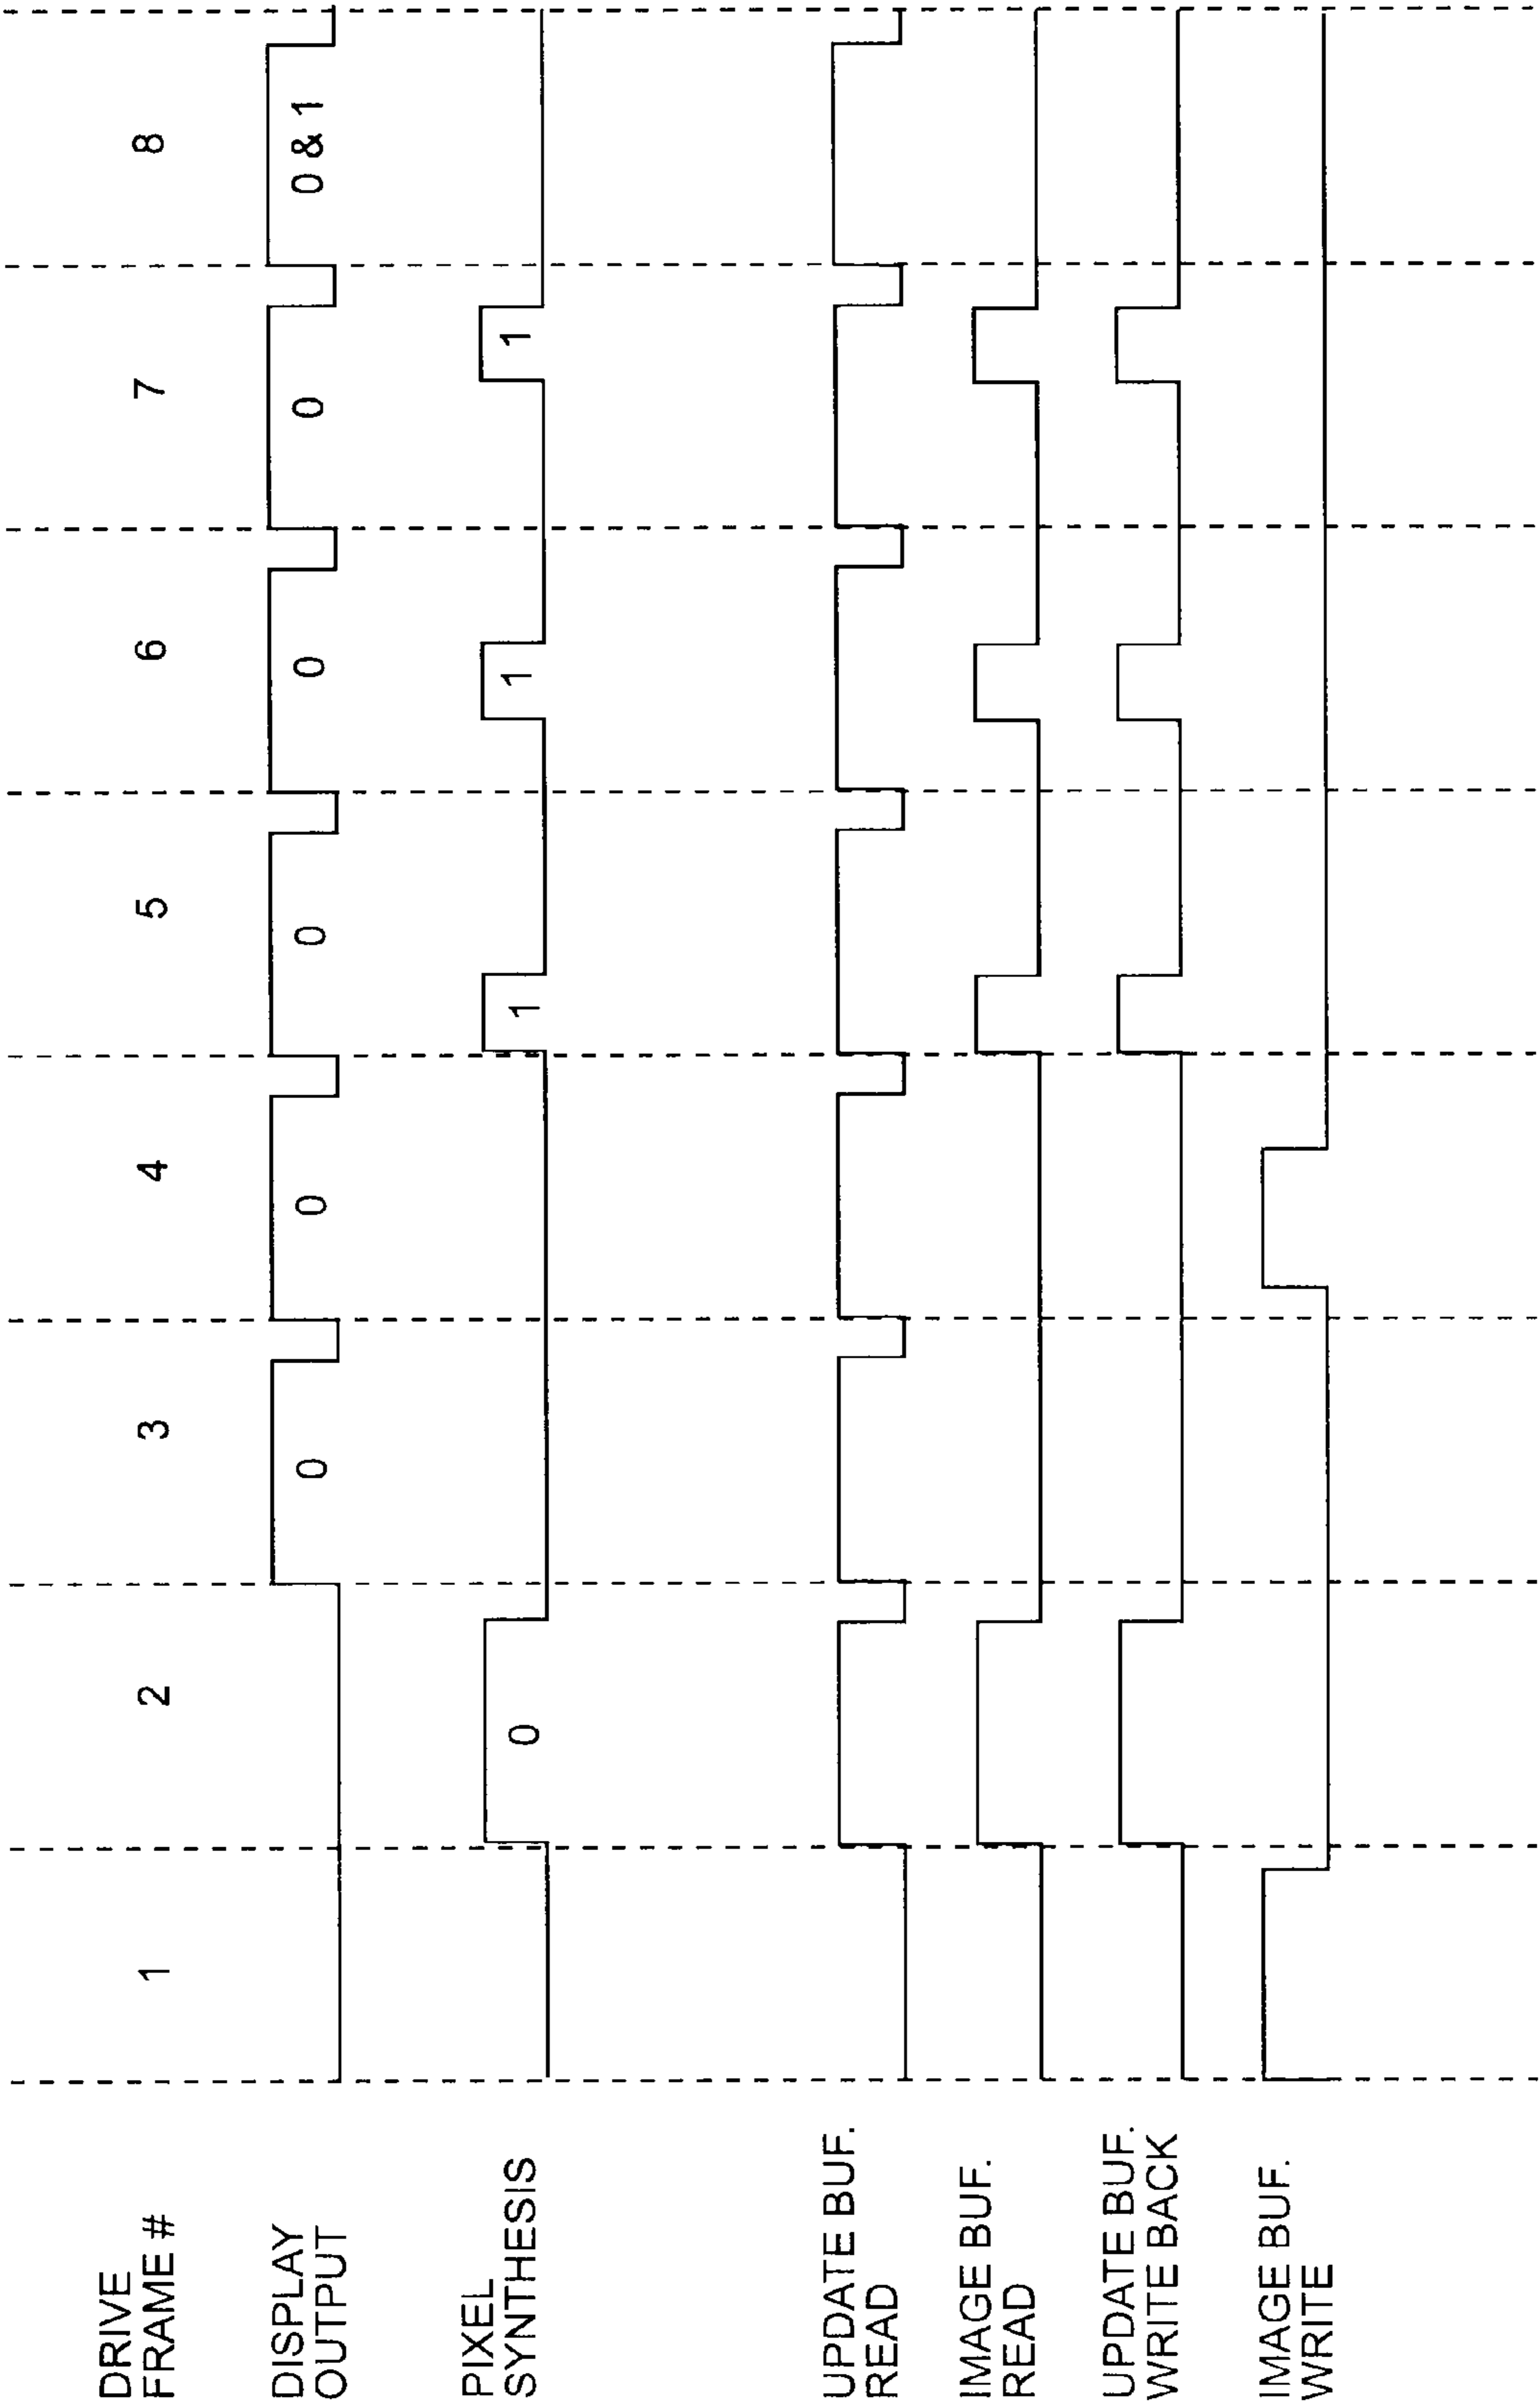 DRIVE
FRAME # 1 2 3 4 5 6 7 8
DISPLAY
OUTPUT 0 0 0 0 0 0 & 1
PIXEL
SYNTHESIS 0 1 1 1
UPDATE BUF.
READ
IMAGE BUF.
READ
UPDATE BUF.
WRITE BACK
IMAGE BUF.
WRITE